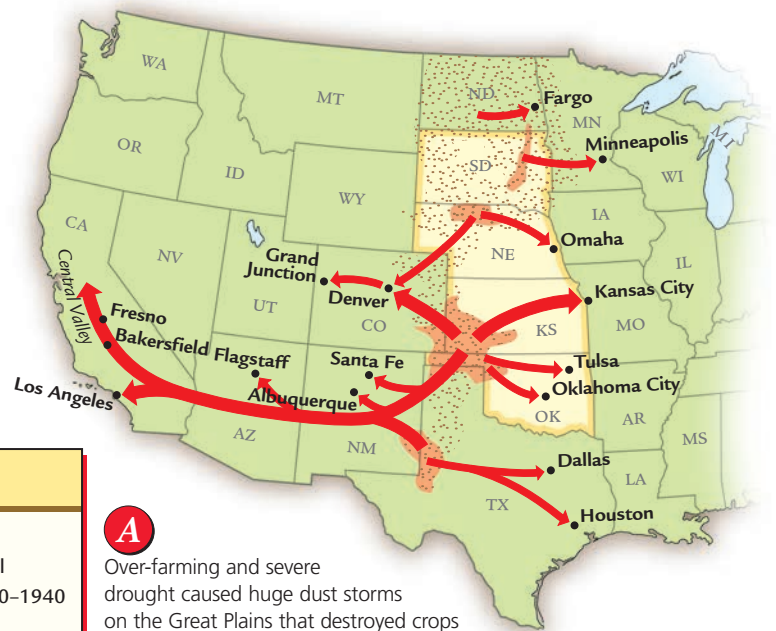 WA
MT
ND
Fargo
MN
Minneapolis
OR
ID
SD
WI
MI
WY
IA
CA
NV
NE
Omaha
IL
Grand
Junction
Denver
Kansas City
Central Valley
UT
CO
KS
MO
Fresno
Bakersfield
Flagstaff
Santa Fe
Tulsa
Oklahoma City
Los Angeles
Albuquerque
OK
AR
AZ
NM
MS
Dallas
LA
TX
Houston
A
Over-farming and severe
drought caused huge dust storms
on the Great Plains that destroyed crops
0–1940